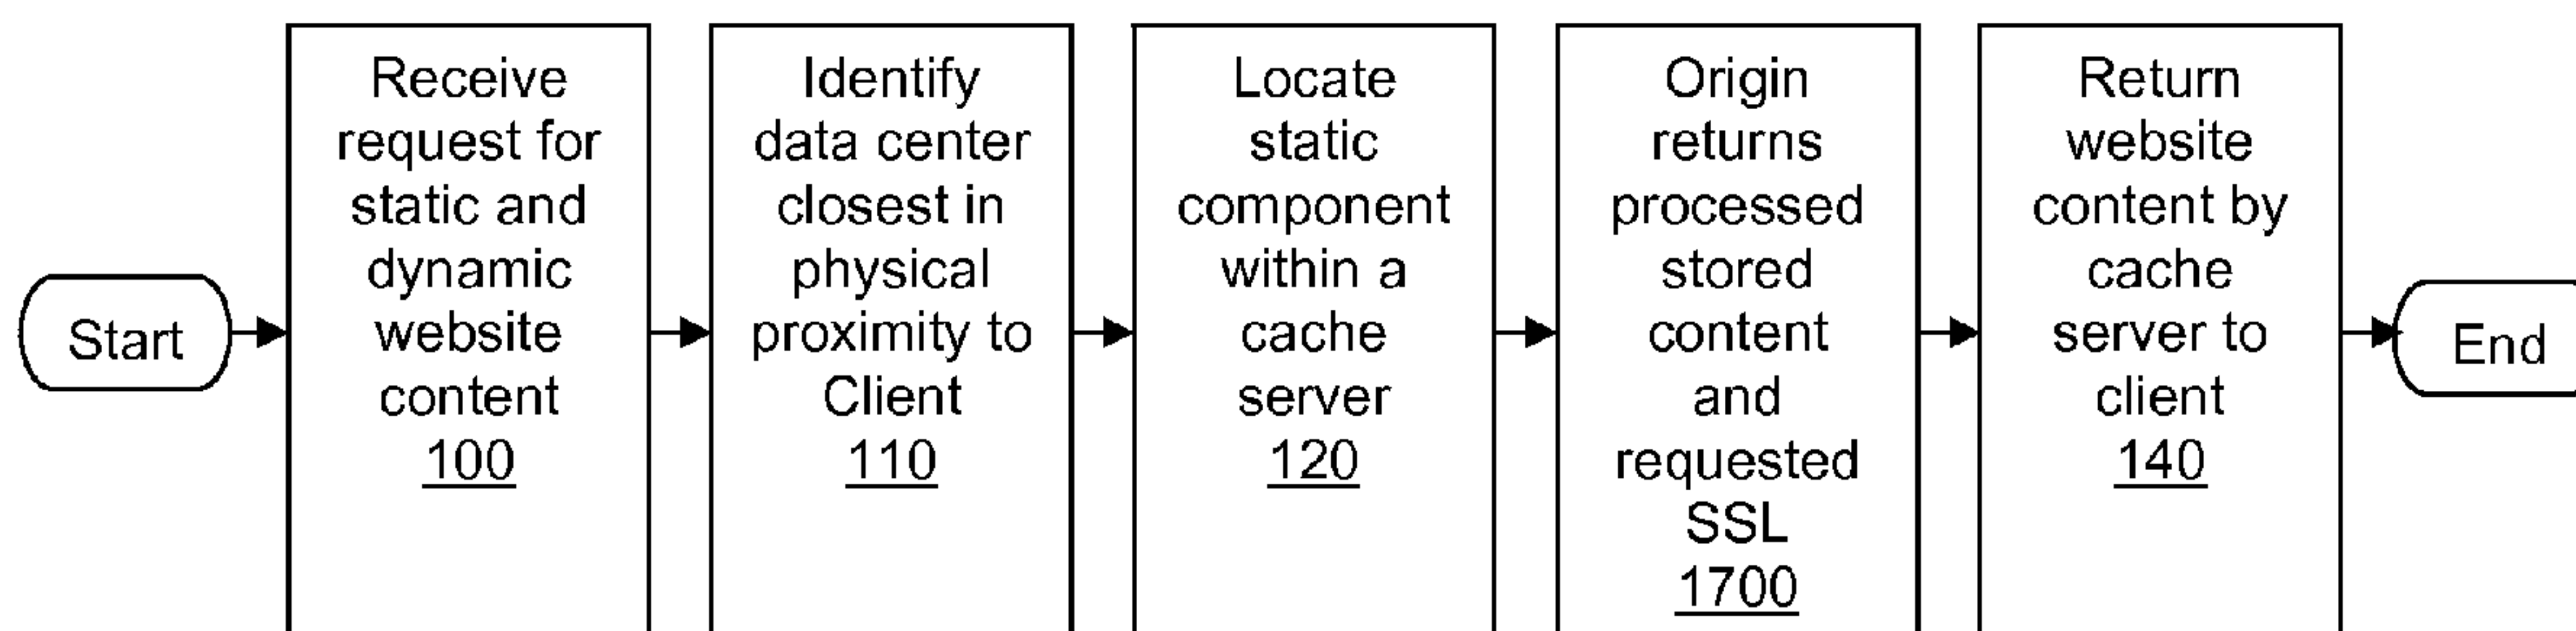 Start
Receive
request for
static and
dynamic
website
content
100
Identify
data center
closest in
physical
proximity to
Client
110
Locate
static
component
within a
cache
server
120
Origin
returns
processed
stored
content
and
requested
SSL
1700
Return
website
content by
cache
server to
client
140
End